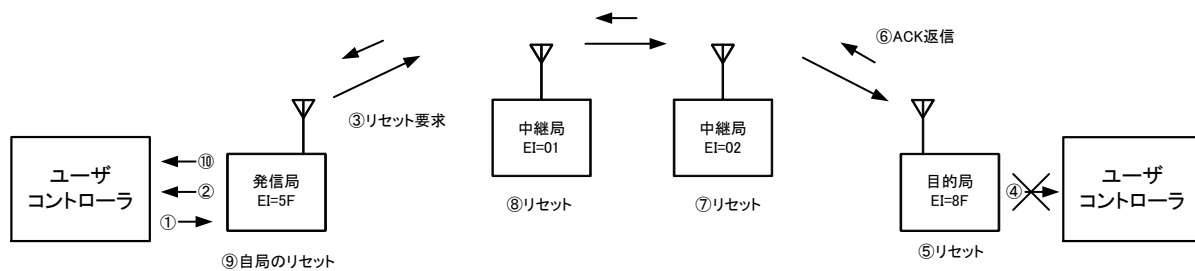 ⑥ACK返信
③リセット要求
中継局
EI=01
中継局
EI=02
ユーザ
コントローラ
⑩
②
①
発信局
EI=5F
目的局
EI=8F
④
ユーザ
コントローラ
⑧リセット
⑦リセット
⑤リセット
⑨自局のリセット